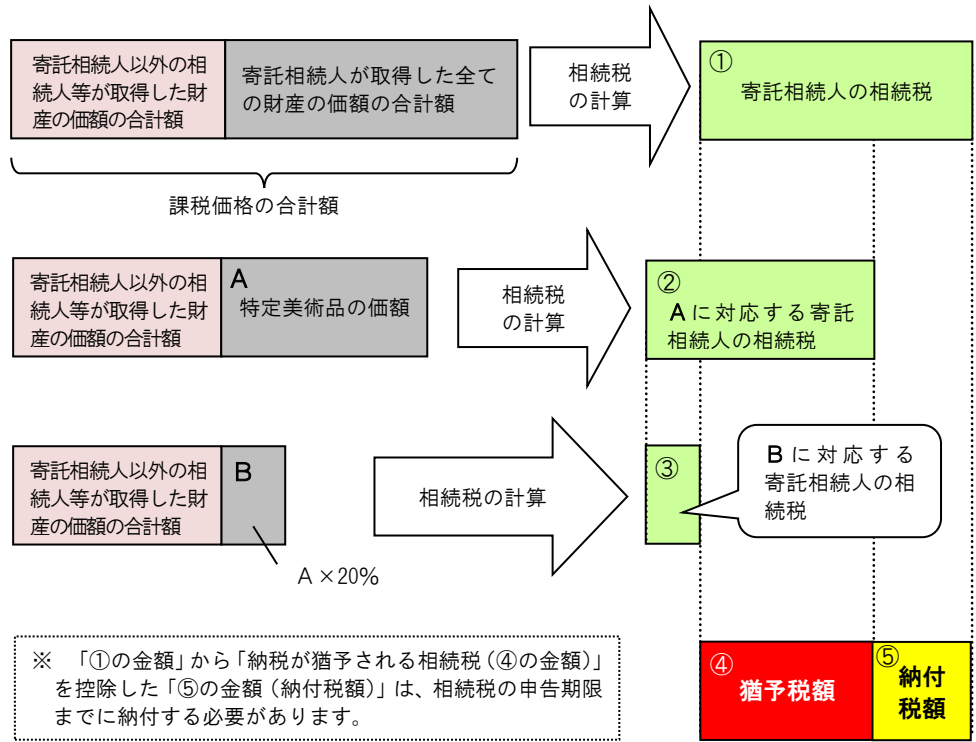 寄託相続人以外の相
続人等が取得した財
産の価額の合計額
寄託相続人が取得した全て
の財産の価額の合計額
相続税
の計算
①
寄託相続人の相続税
課税価格の合計額
寄託相続人以外の相
続人等が取得した財
産の価額の合計額
A
特定美術品の価額
相続税
の計算
②
Aに対応する寄託
相続人の相続税
寄託相続人以外の相
続人等が取得した財
産の価額の合計額
B
相続税の計算
③
Bに対応する
寄託相続人の相
続税
A×20%
※ 「①の金額」から「納税が猶予される相続税(④の金額)」
を控除した「⑤の金額(納付税額)」は、相続税の申告期限
までに納付する必要があります。
④
猶予税額
⑤
納付
税額